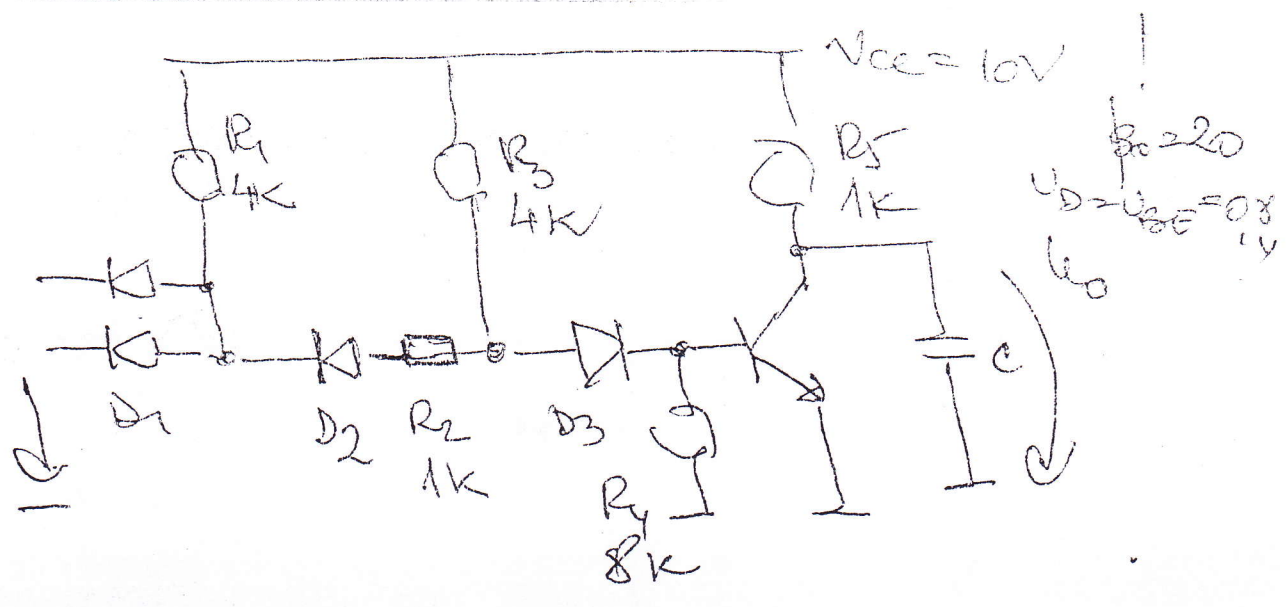 Vcc = 10V
R1
4K
R3
4K
R5
1K
= 20
UD = UBE = 0,8V
U0
D1
D2
R2
1K
D3
R4
8K
C